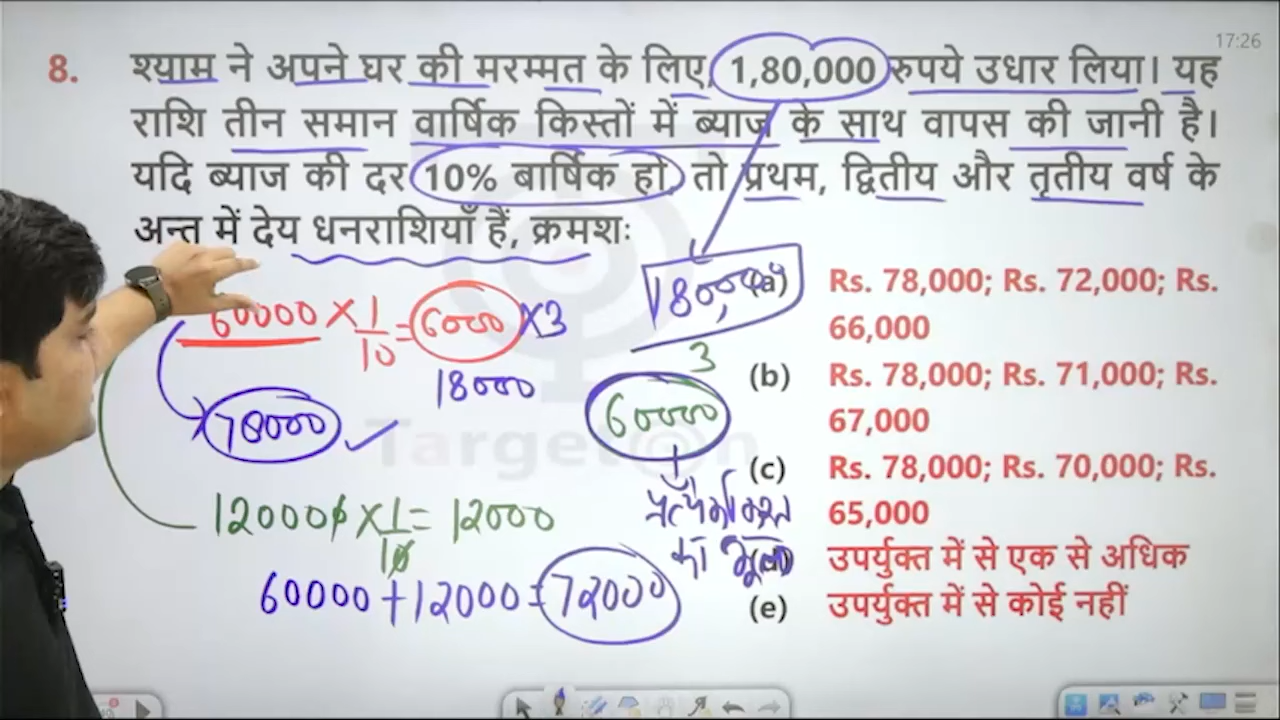 17:26
8. श्याम ने अपने घर की मरम्मत के लिए 1,80,000 रुपये उधार लिया। यह
राशि तीन समान वार्षिक किस्तों में ब्याज के साथ वापस की जानी है।
यदि ब्याज की दर 10% बार्षिक हो, तो प्रथम, द्वितीय और तृतीय वर्ष के
अन्त में देय धनराशियाँ हैं, क्रमशः
60000 × 1/10 = 6000 × 3
18000
78000
120000 × 1/10 = 12000
60000 + 12000 = 72000
180,000
3
60000
का मूल
(a) Rs. 78,000; Rs. 72,000; Rs.
66,000
(b) Rs. 78,000; Rs. 71,000; Rs.
67,000
(c) Rs. 78,000; Rs. 70,000; Rs.
65,000
(d) उपर्युक्त में से एक से अधिक
(e) उपर्युक्त में से कोई नहीं
Target